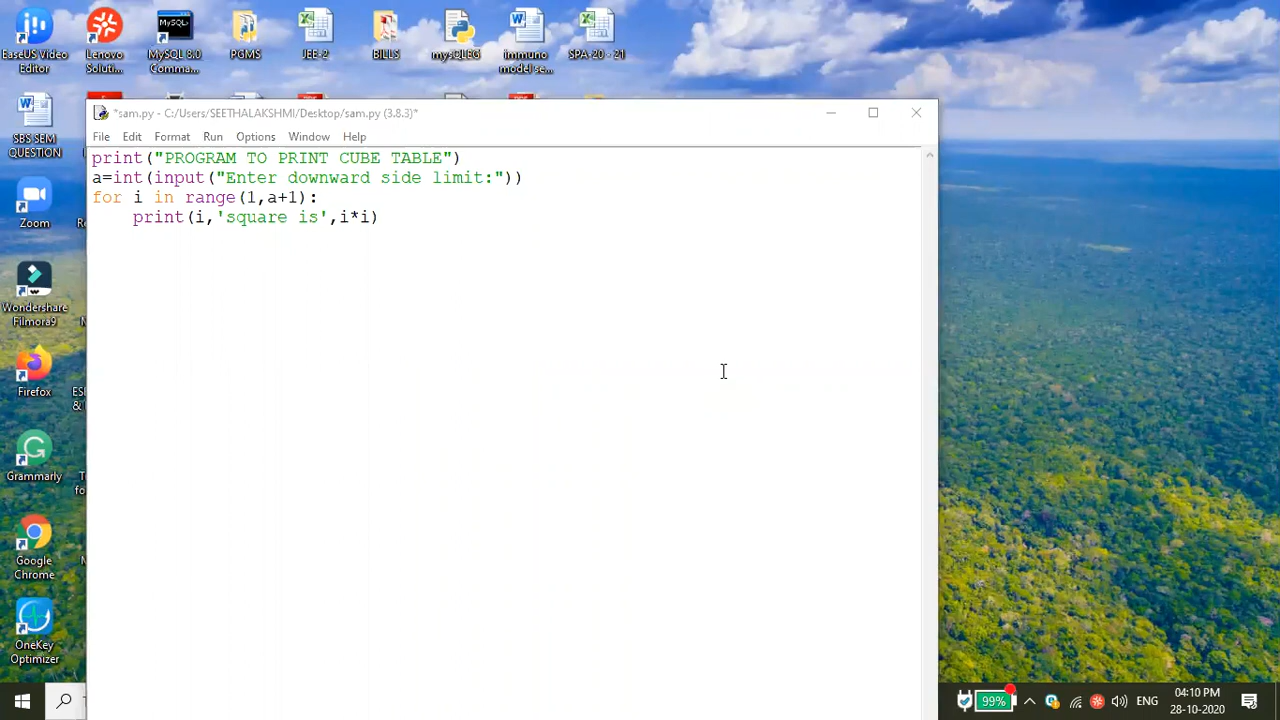 EaseUS Video Editor
Lenovo Soluti...
MySQL 8.0 Comma...
PGMS
JEE-2
BILLS
mysQLEG
immuno model se...
SPA-20 - 21
SBS SEM QUESTION
*sam.py - C:/Users/SEETHALAKSHMI/Desktop/sam.py (3.8.3)*
File Edit Format Run Options Window Help
print("PROGRAM TO PRINT CUBE TABLE")
a=int(input("Enter downward side limit:"))
for i in range(1,a+1):
    print(i,'square is',i*i)
Zoom
Wondershare Filmora9
Firefox
Grammarly
Google Chrome
OneKey Optimizer
99%
ENG
04:10 PM
28-10-2020